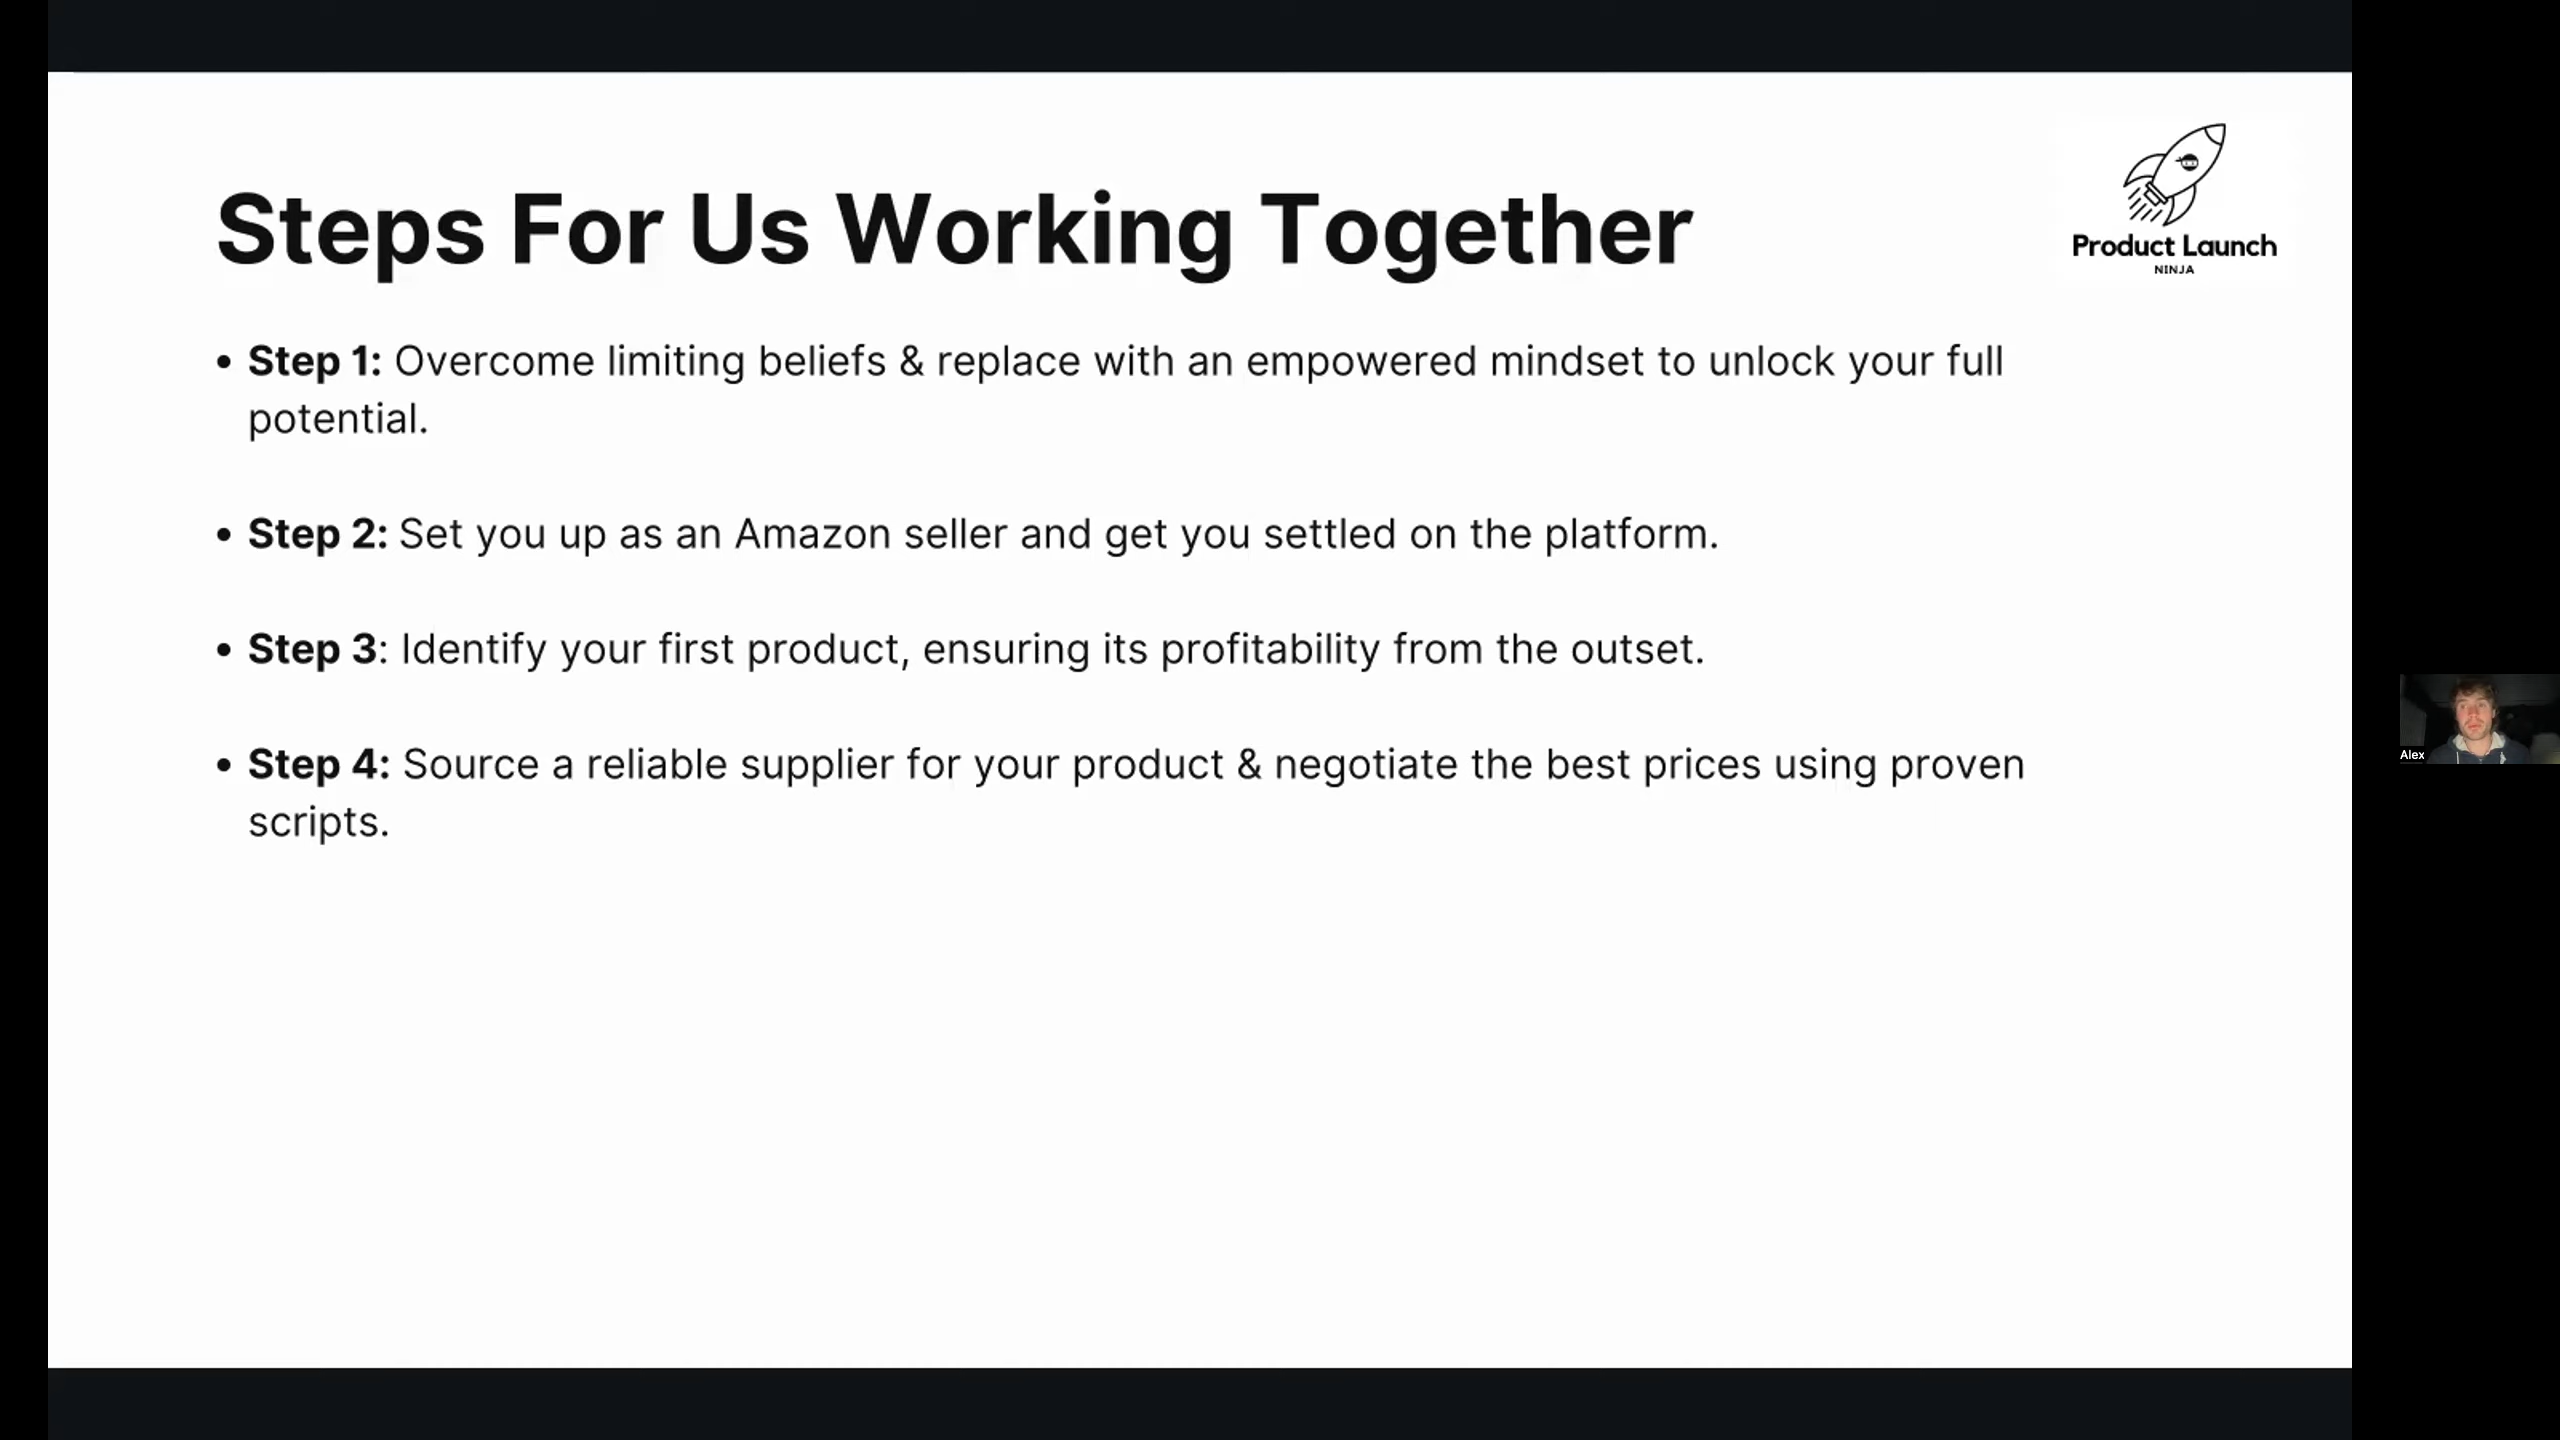 Steps For Us Working Together
Product Launch
NINJA
• Step 1: Overcome limiting beliefs & replace with an empowered mindset to unlock your full
potential.
• Step 2: Set you up as an Amazon seller and get you settled on the platform.
• Step 3: Identify your first product, ensuring its profitability from the outset.
• Step 4: Source a reliable supplier for your product & negotiate the best prices using proven
scripts.
Alex